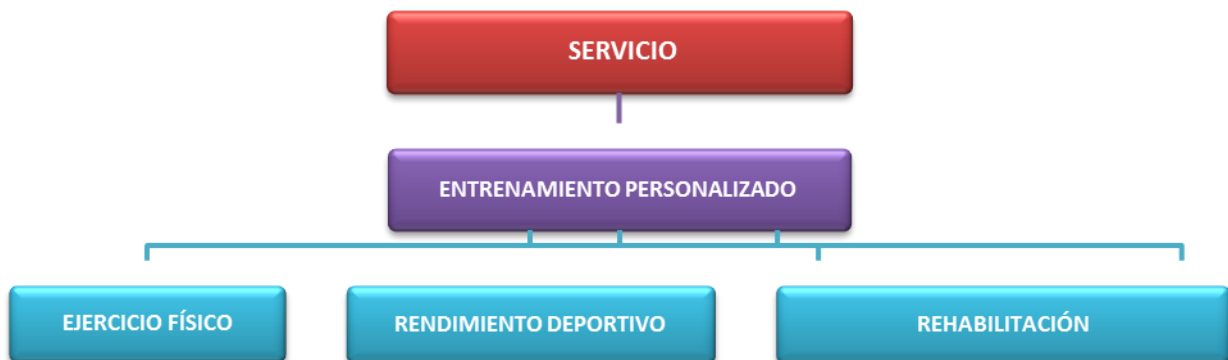 SERVICIO
ENTRENAMIENTO PERSONALIZADO
EJERCICIO FÍSICO
RENDIMIENTO DEPORTIVO
REHABILITACIÓN